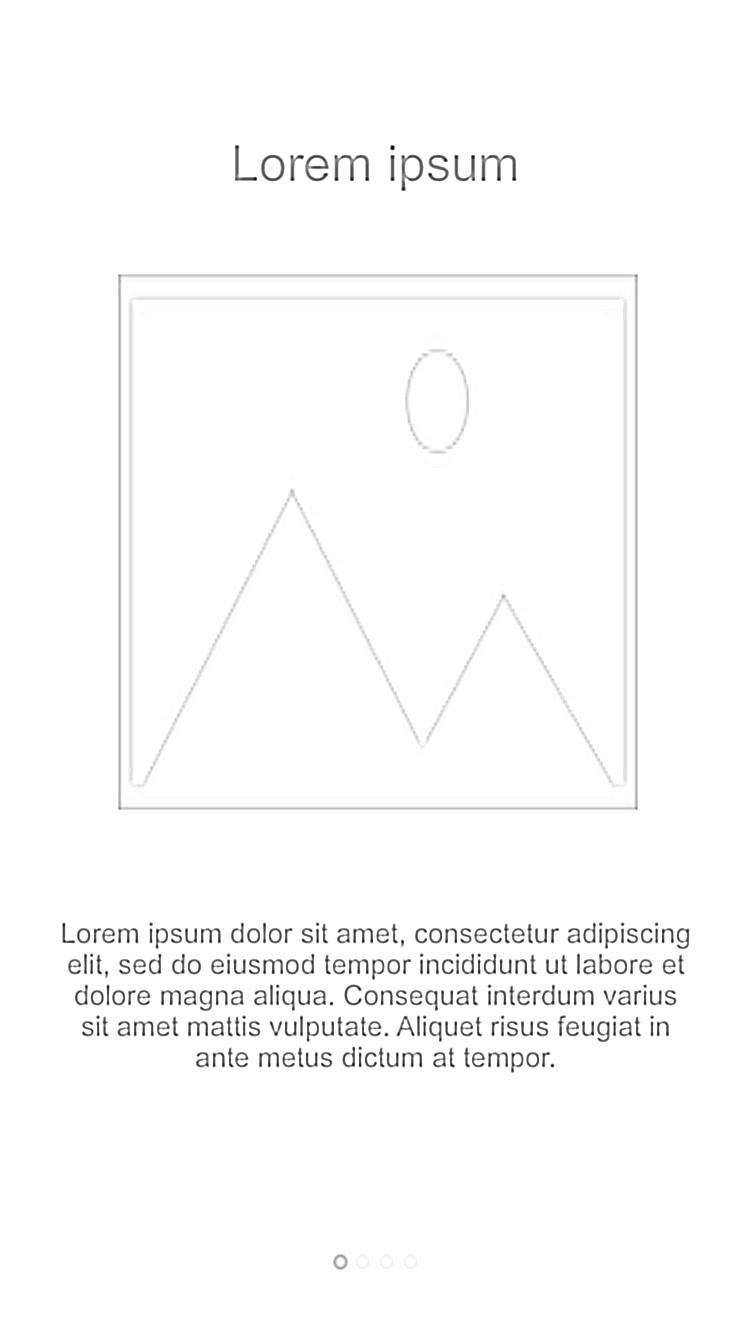 Lorem ipsum
Lorem ipsum dolor sit amet, consectetur adipiscing
elit, sed do eiusmod tempor incididunt ut labore et
dolore magna aliqua. Consequat interdum varius
sit amet mattis vulputate. Aliquet risus feugiat in
ante metus dictum at tempor.